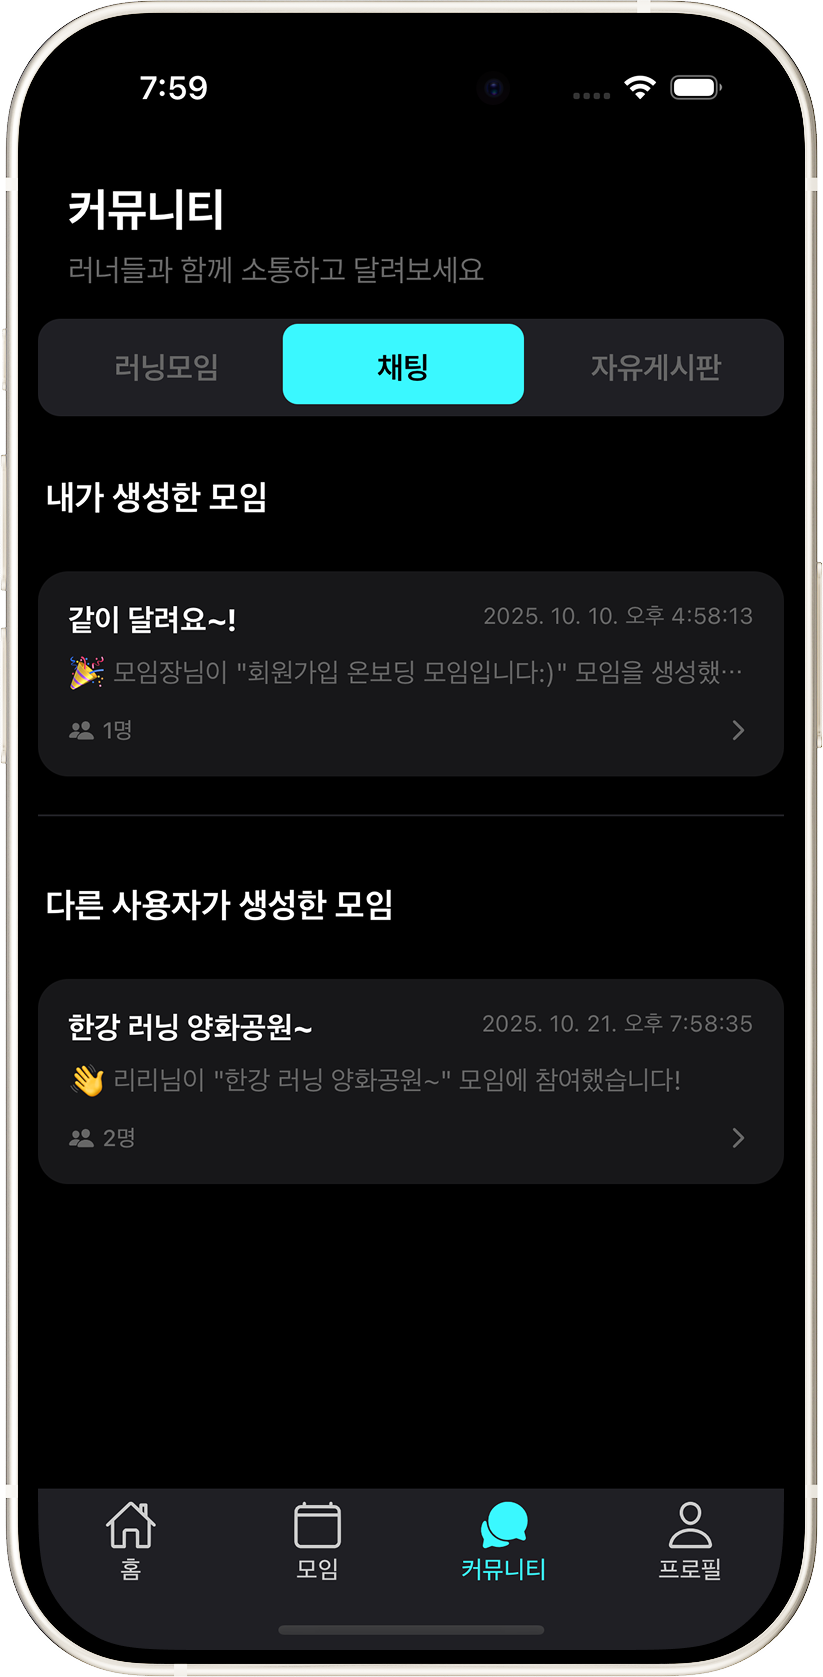 7:59
커뮤니티
러너들과 함께 소통하고 달려보세요
러닝모임 채팅 자유게시판
내가 생성한 모임
같이 달려요~! 2025. 10. 10. 오후 4:58:13
🎉 모임장님이 "회원가입 온보딩 모임입니다:)" 모임을 생성했…
1명
다른 사용자가 생성한 모임
한강 러닝 양화공원~ 2025. 10. 21. 오후 7:58:35
👋 리리님이 "한강 러닝 양화공원~" 모임에 참여했습니다!
2명
홈 모임 커뮤니티 프로필